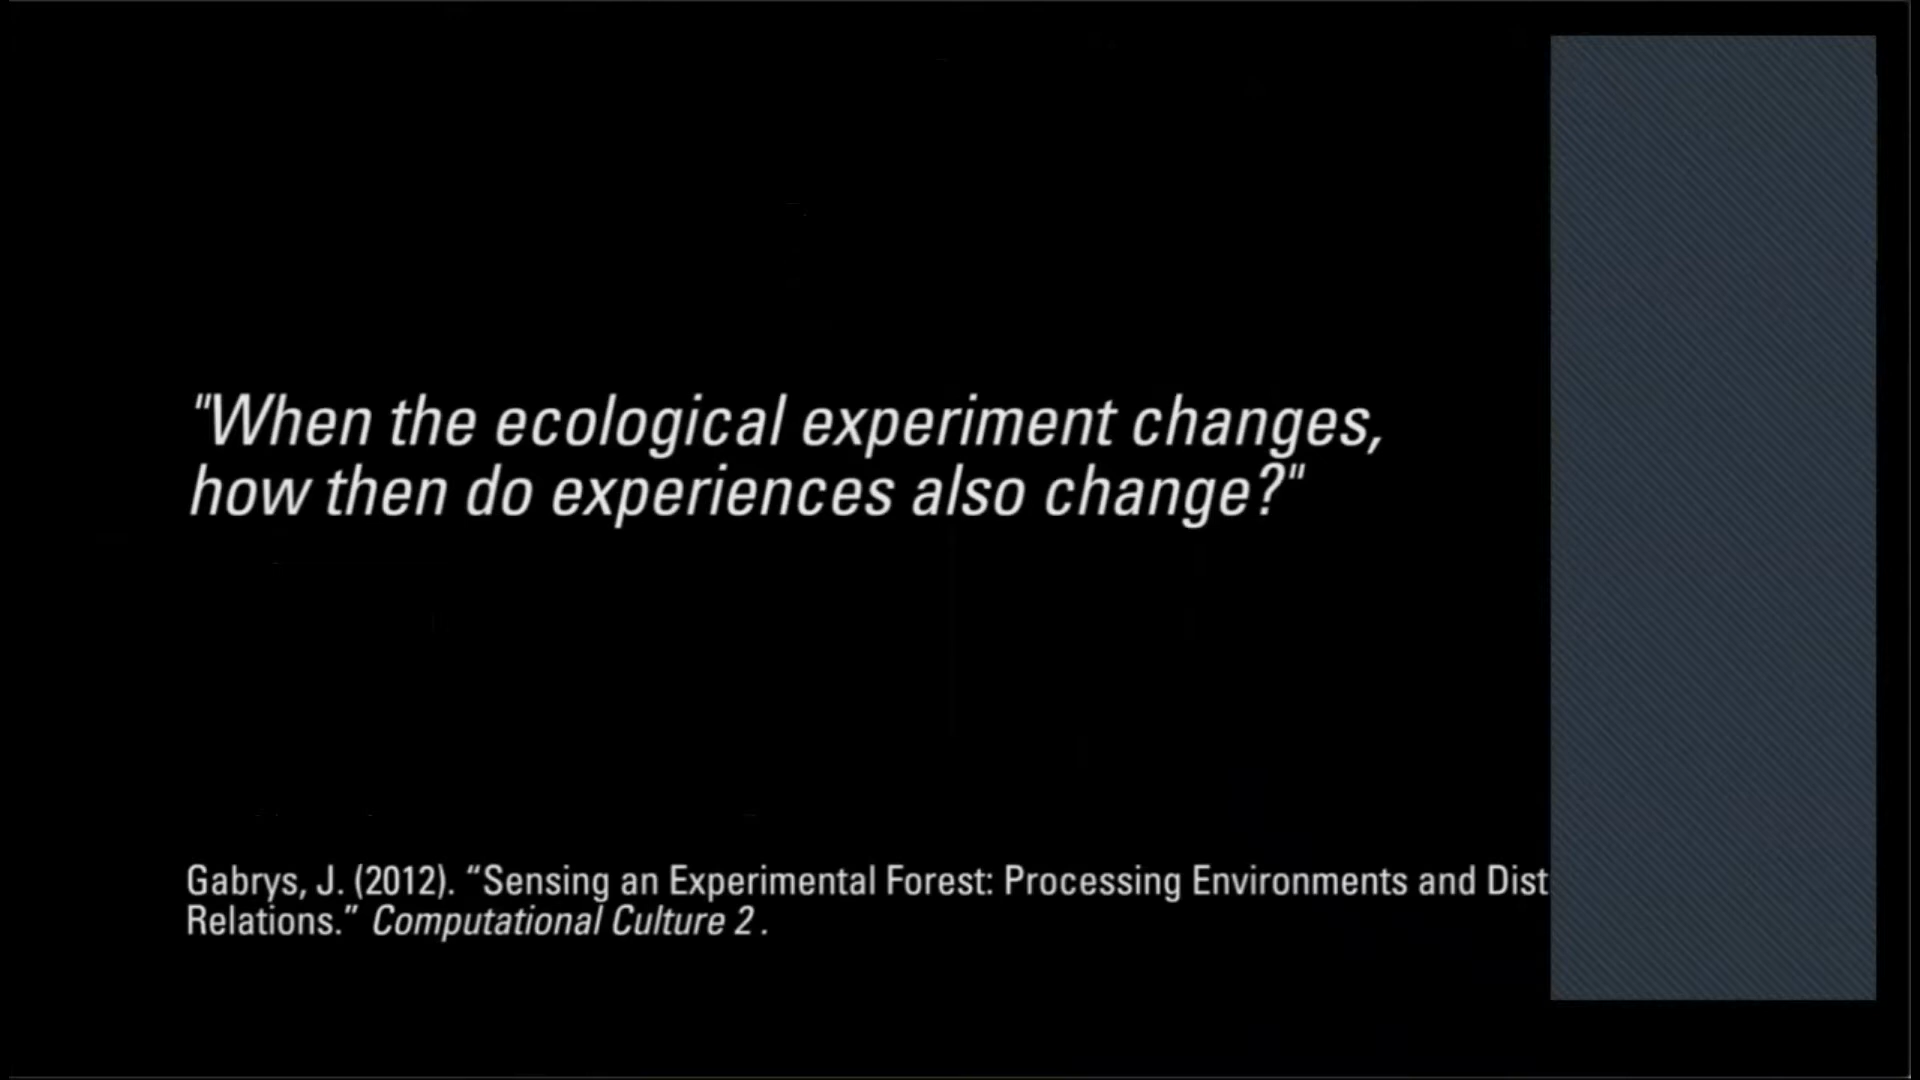 "When the ecological experiment changes,
how then do experiences also change?"
Gabrys, J. (2012). “Sensing an Experimental Forest: Processing Environments and Dist
Relations.” Computational Culture 2 .